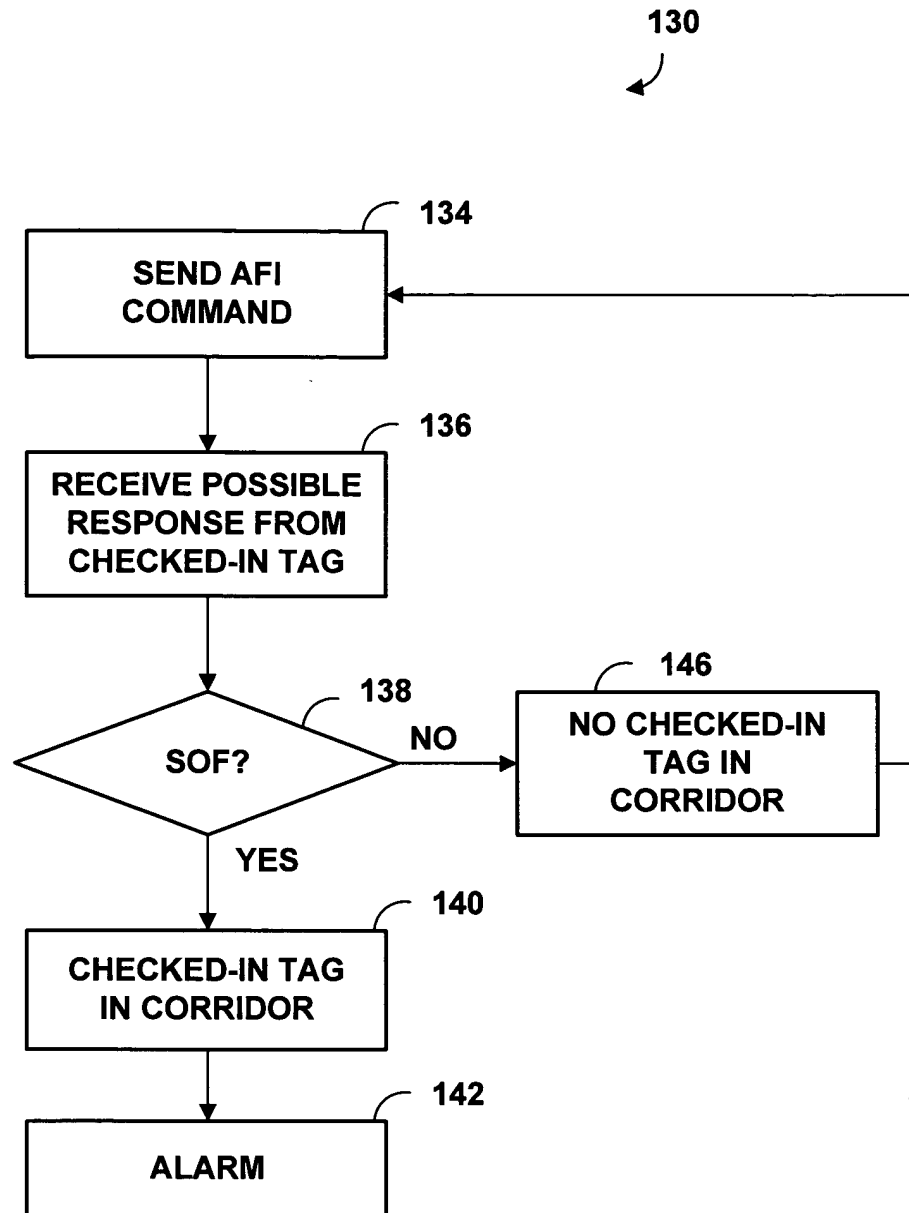 130
134
SEND AFI
COMMAND
136
RECEIVE POSSIBLE
RESPONSE FROM
CHECKED-IN TAG
138
SOF?
NO
146
NO CHECKED-IN
TAG IN
CORRIDOR
YES
140
CHECKED-IN TAG
IN CORRIDOR
142
ALARM